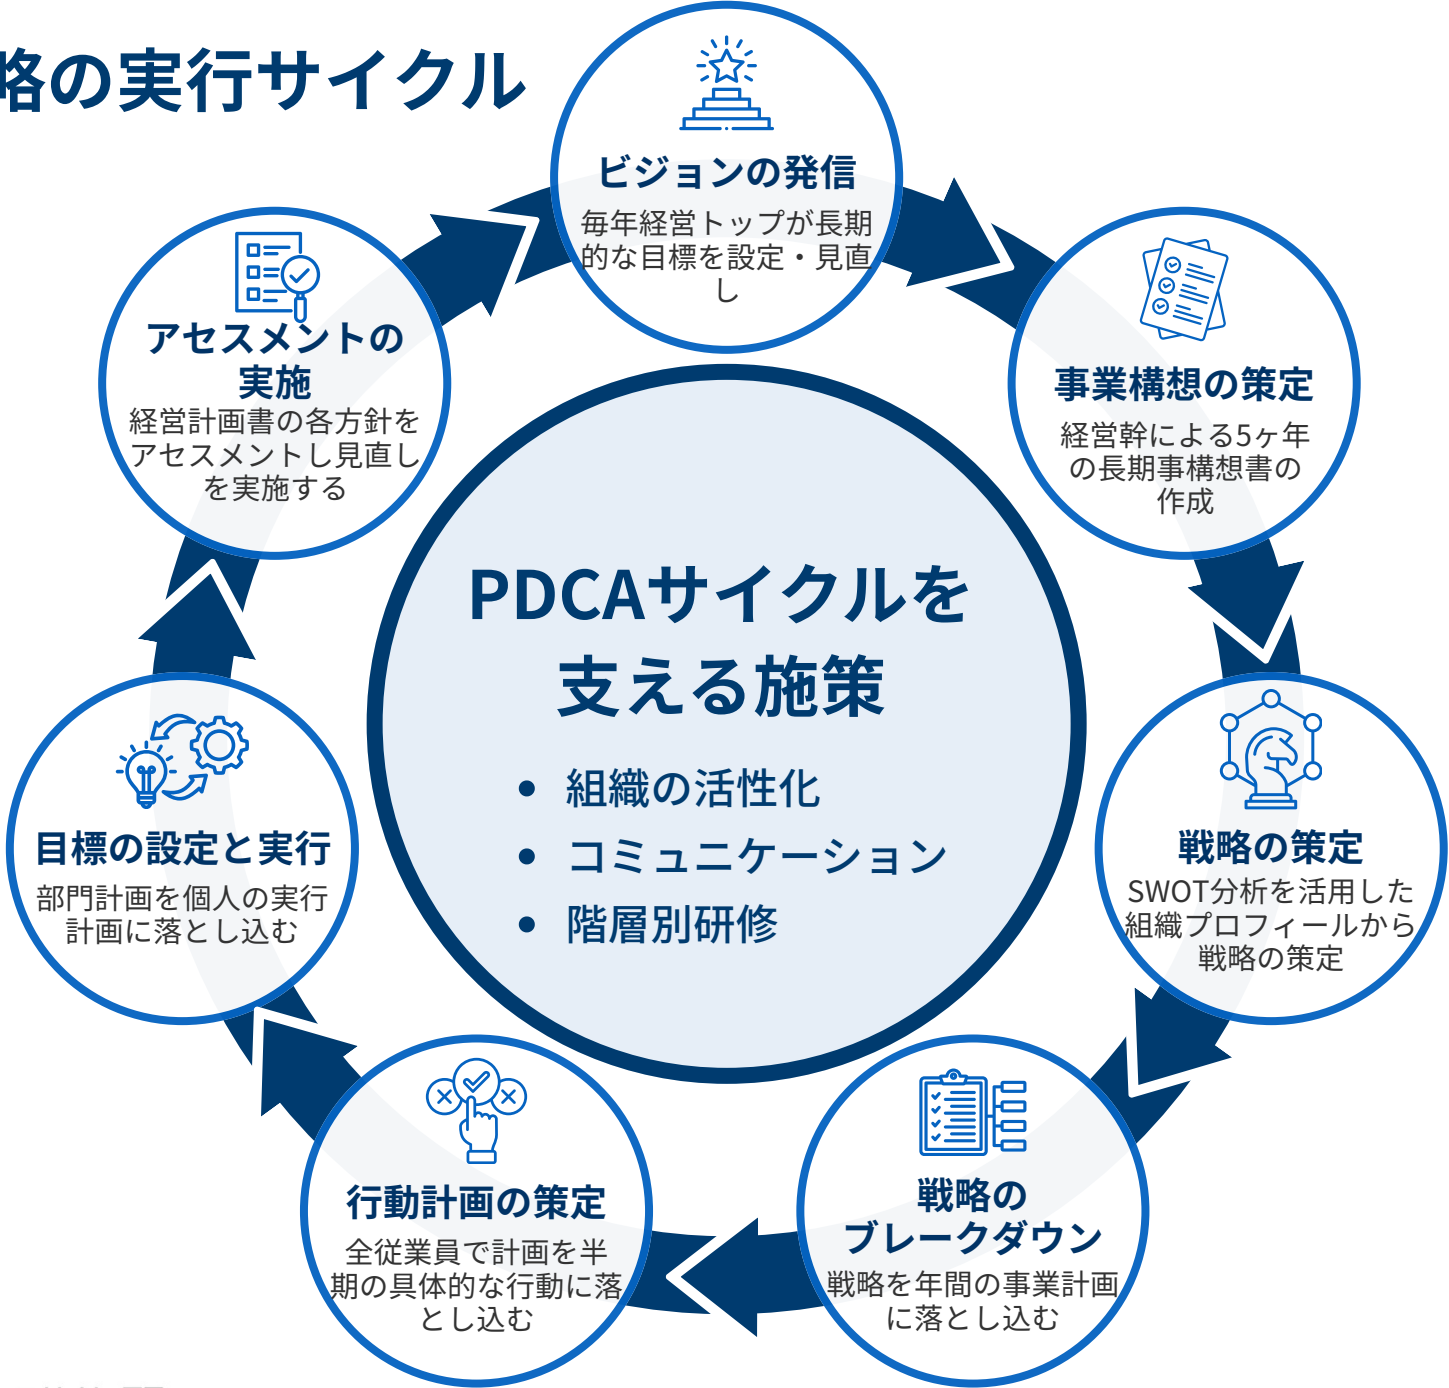 略の実行サイクル
ビジョンの発信
毎年経営トップが長期
的な目標を設定・見直
し
事業構想の策定
経営幹による5ヶ年
の長期事構想書の
作成
戦略の策定
SWOT分析を活用した
組織プロフィールから
戦略の策定
戦略の
ブレークダウン
戦略を年間の事業計画
に落とし込む
行動計画の策定
全従業員で計画を半
期の具体的な行動に落
とし込む
目標の設定と実行
部門計画を個人の実行
計画に落とし込む
アセスメントの
実施
経営計画書の各方針を
アセスメントし見直し
を実施する
PDCAサイクルを
支える施策
• 組織の活性化
• コミュニケーション
• 階層別研修